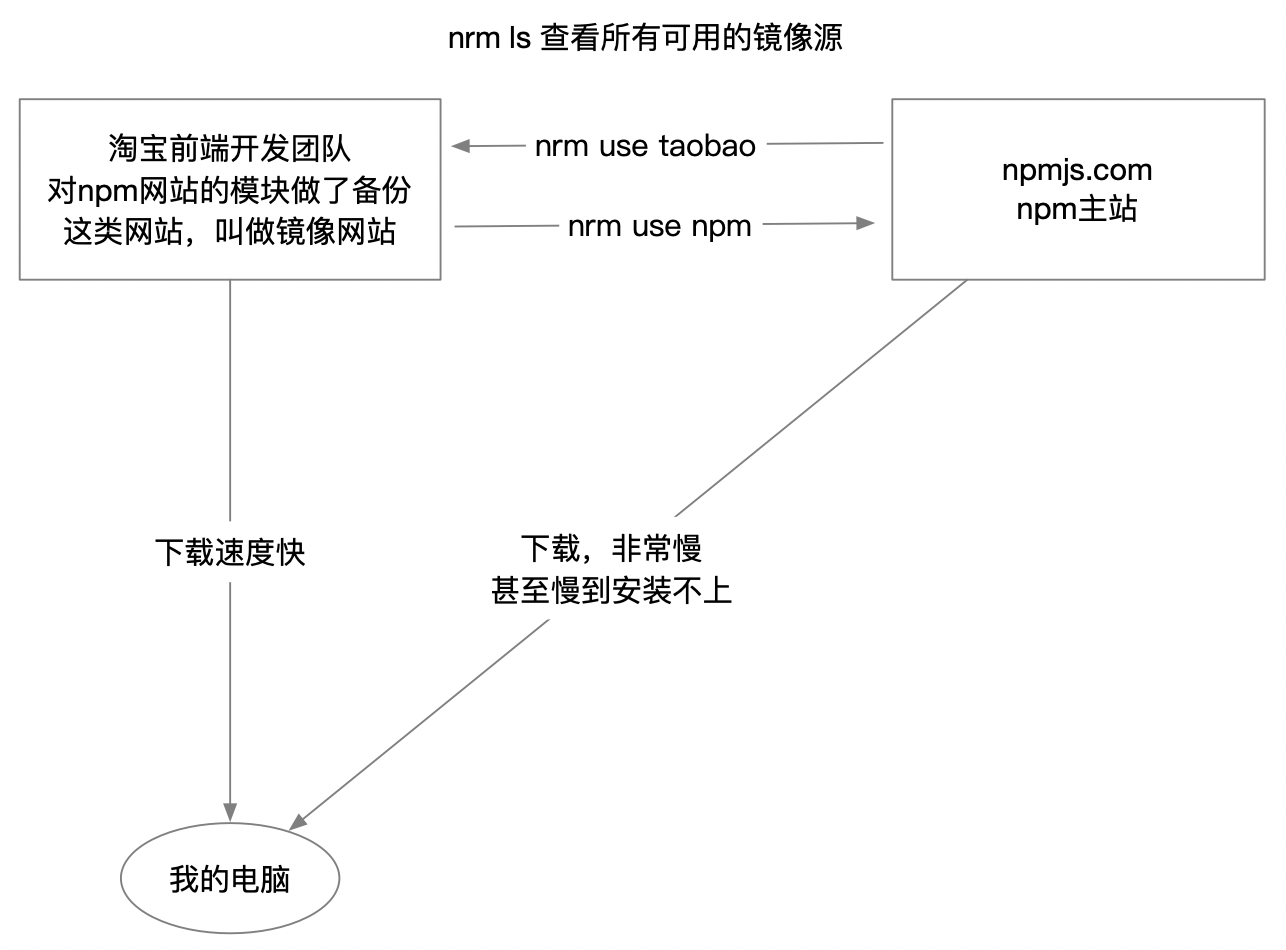 nrm ls 查看所有可用的镜像源
淘宝前端开发团队
对npm网站的模块做了备份
这类网站，叫做镜像网站
nrm use taobao
nrm use npm
npmjs.com
npm主站
下载速度快
下载，非常慢
甚至慢到安装不上
我的电脑